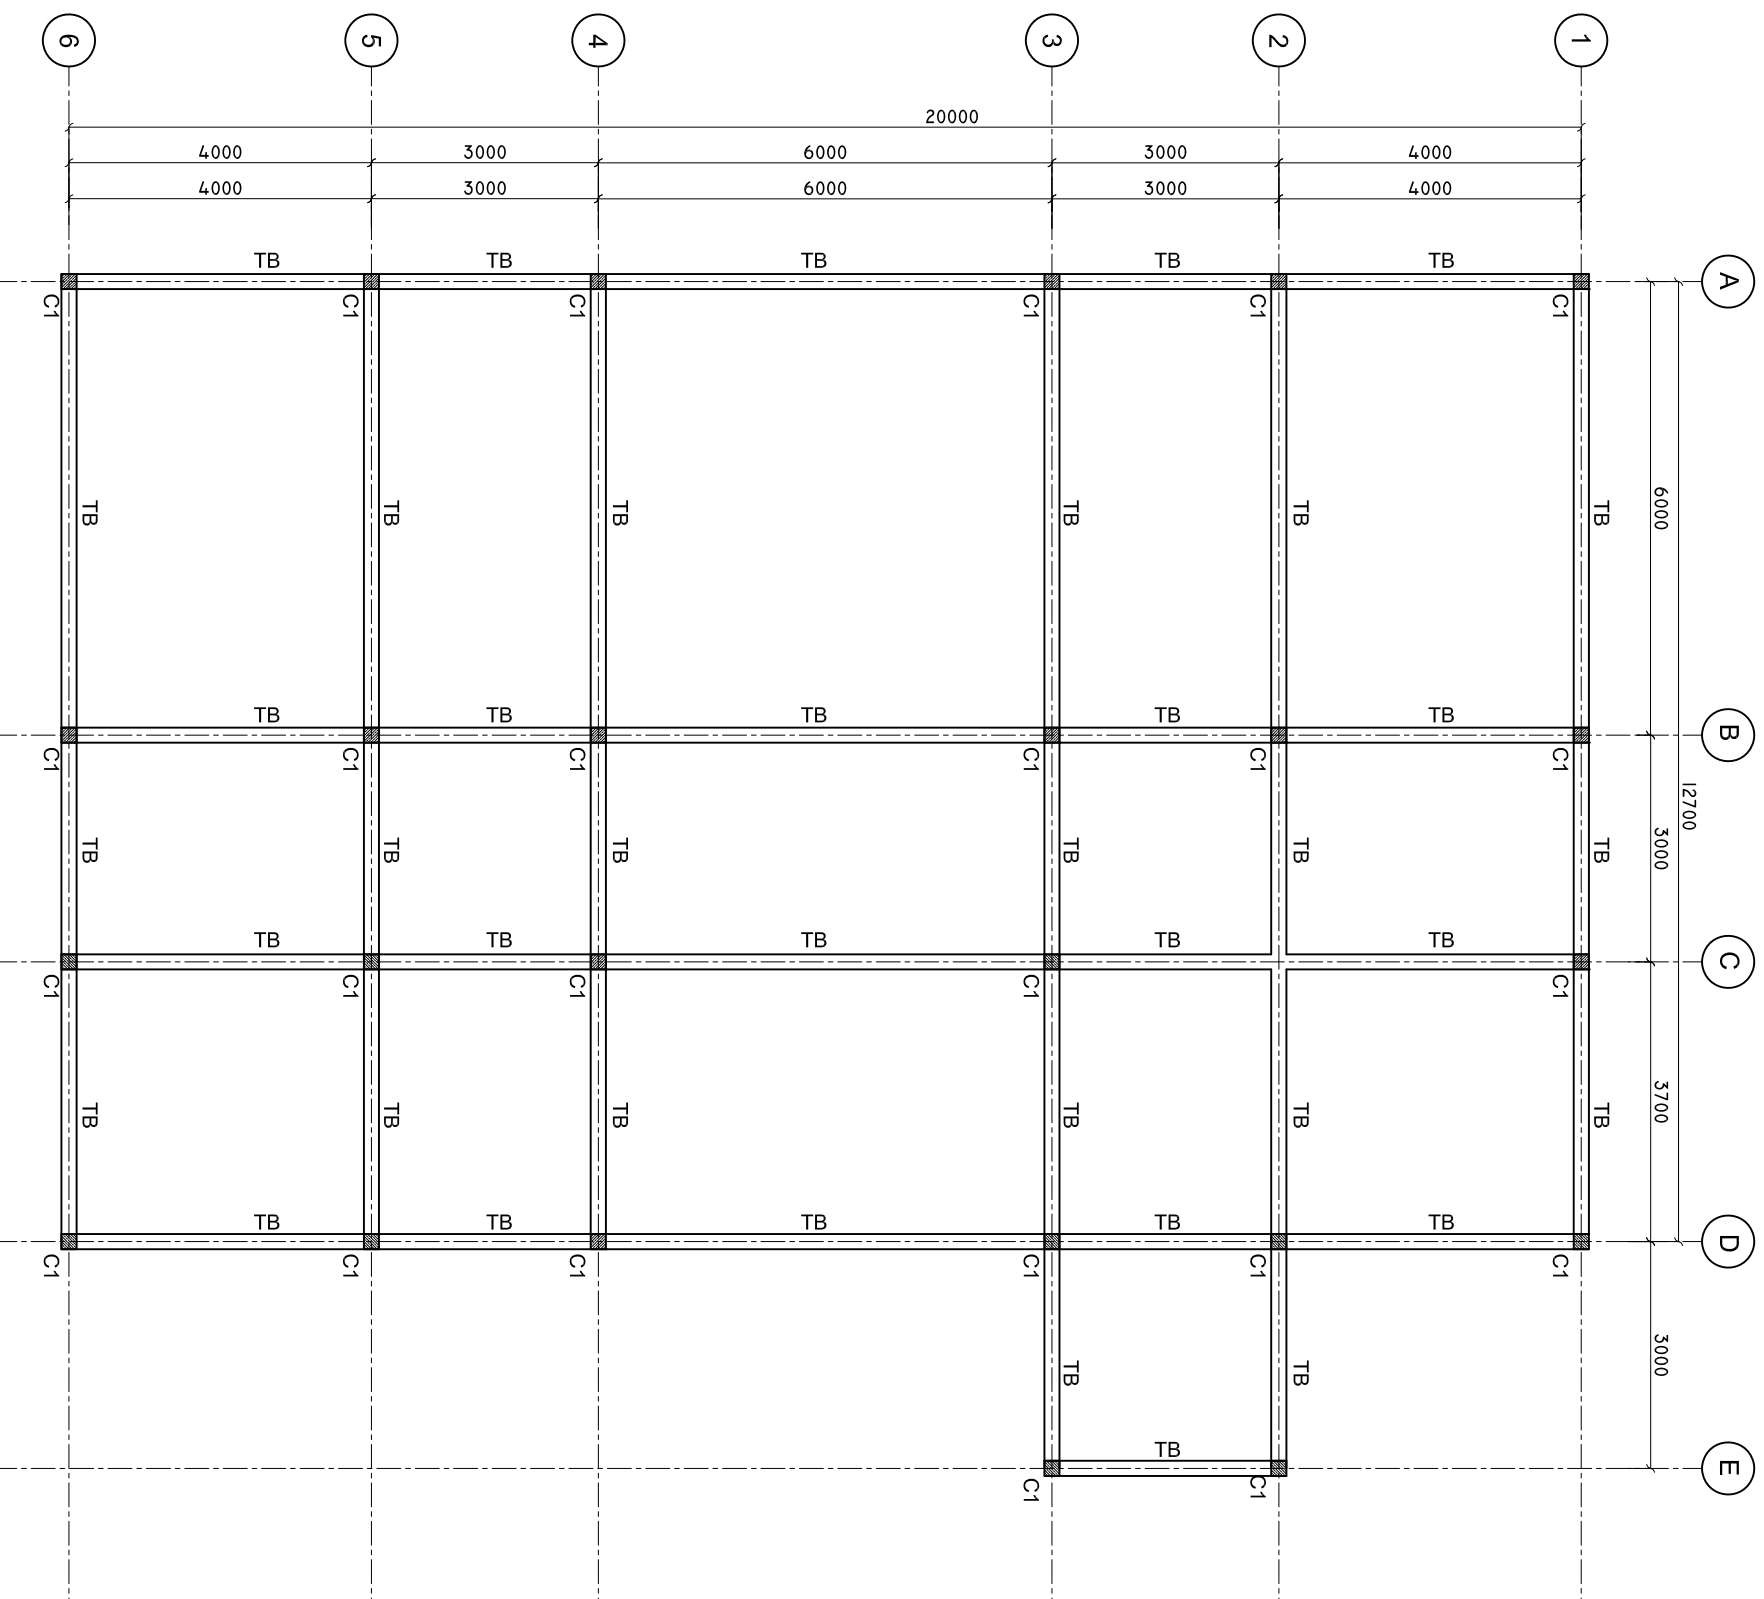 6 5 4 3 2 1
20000
4000 3000 6000 3000 4000
4000 3000 6000 3000 4000
TB TB TB TB TB
A
C1 C1 C1 C1 C1 C1
TB TB TB TB TB TB
6000
TB TB TB TB TB
B
C1 C1 C1 C1 C1 C1
12700
TB TB TB TB TB TB
3000
TB TB TB TB TB
C
C1 C1 C1 C1 C1
TB TB TB TB TB TB
3700
TB TB TB TB TB
D
C1 C1 C1 C1 C1 C1
TB TB
3000
TB
E
C1 C1